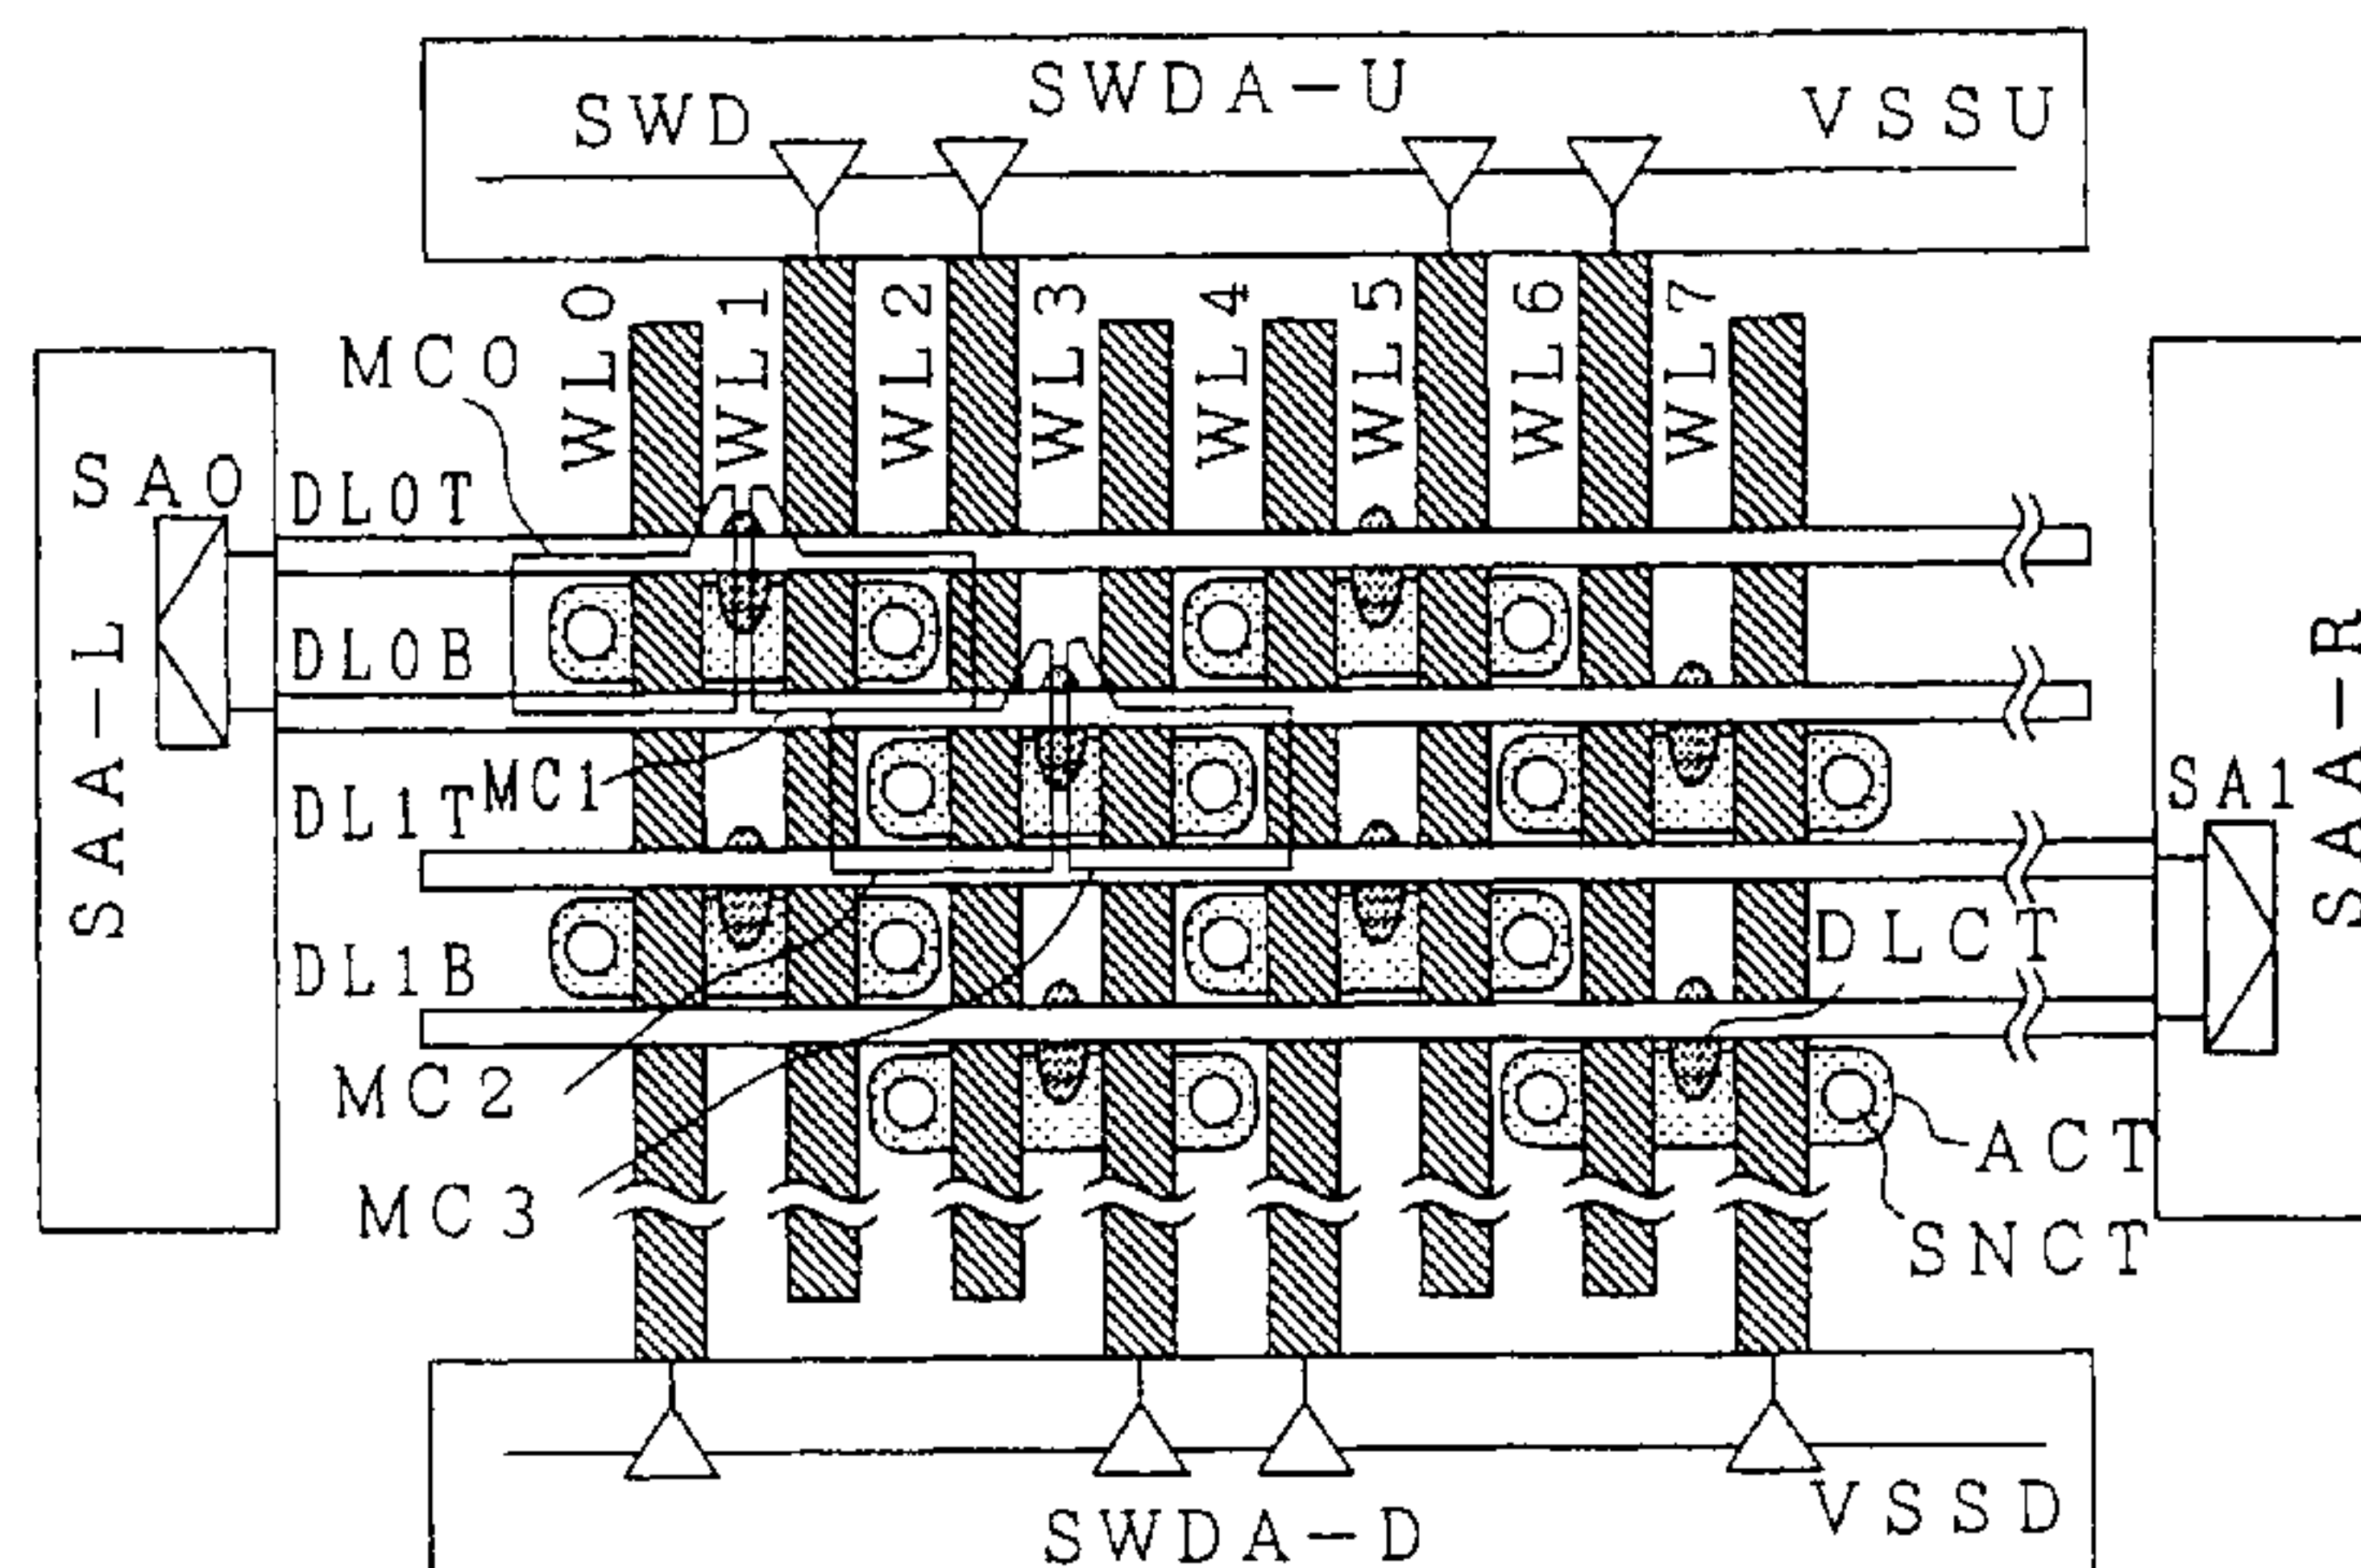 SWDA-U
SWD
VSSU
WL0
WL1
WL2
WL3
WL4
WL5
WL6
WL7
MC0
SA0
DL0T
DL0B
SAA-L
SAA-R
MC1
DL1T
SA1
DL1B
DLCT
MC2
ACT
MC3
SNCT
SWDA-D
VSSD